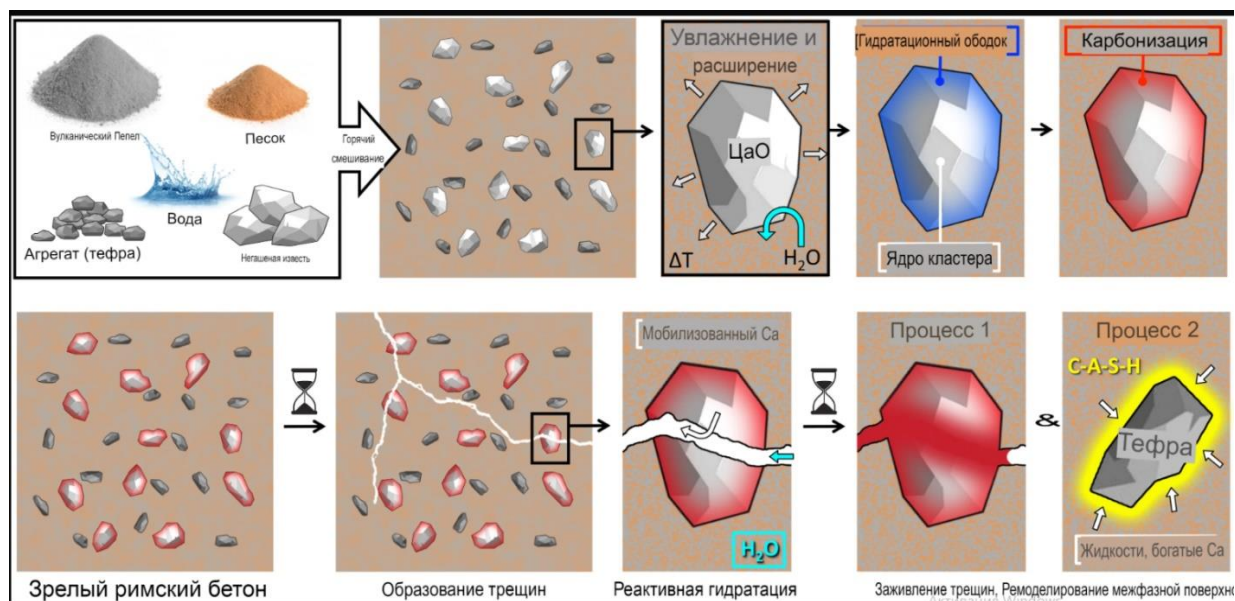 Вулканический Пепел
Песок
Вода
Агрегат (тефра)
Негашеная известь
Горячий
смешивание
Увлажнение и
расширение
ЦаО
ΔT
H₂O
[Гидратационный ободок
Ядро кластера
Карбонизация
Зрелый римский бетон
Образование трещин
Мобилизованный Ca
H₂O
Реактивная гидратация
Процесс 1
&
Процесс 2
C-A-S-H
Тефра
Жидкости, богатые Ca
Заживление трещин, Ремоделирование межфазной поверхно